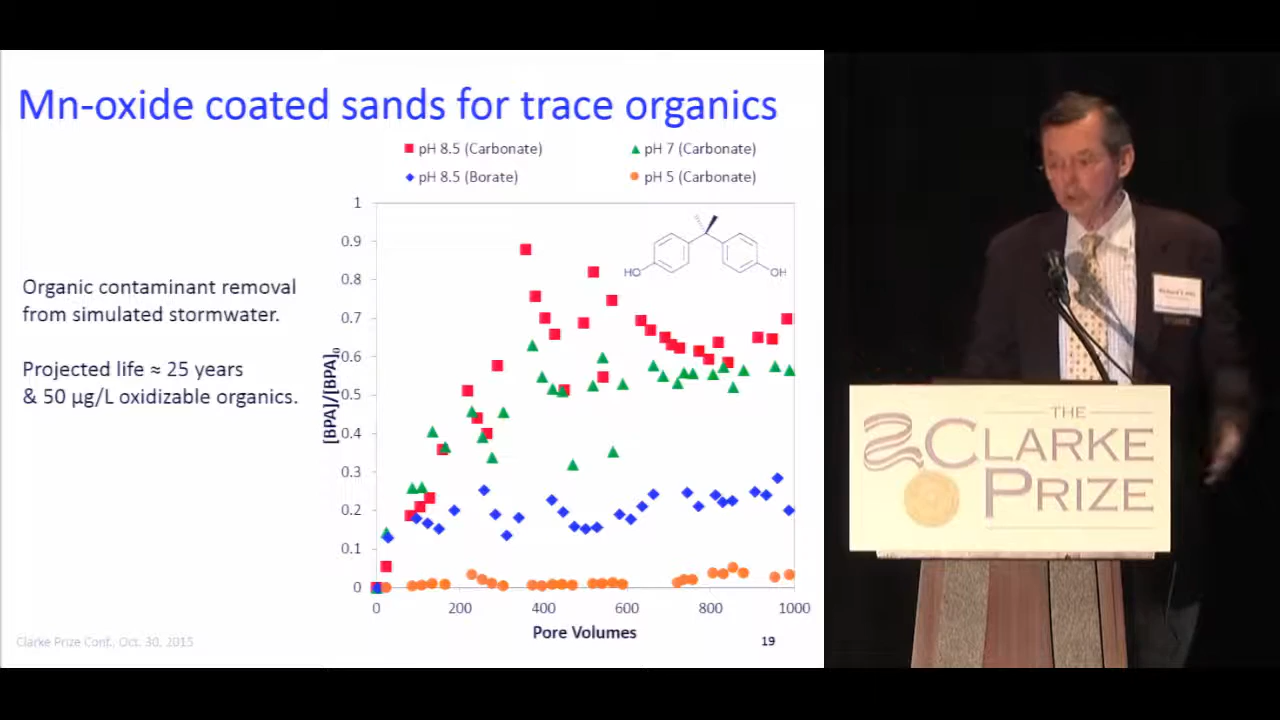 Mn-oxide coated sands for trace organics
pH 8.5 (Carbonate)
pH 7 (Carbonate)
pH 8.5 (Borate)
pH 5 (Carbonate)
Organic contaminant removal
from simulated stormwater.
Projected life ≈ 25 years
& 50 µg/L oxidizable organics.
[BPA]/[BPA]₀
1
0.9
0.8
0.7
0.6
0.5
0.4
0.3
0.2
0.1
0
HO
OH
0
200
400
600
800
1000
Pore Volumes
Clarke Prize Conf., Oct. 30, 2015
19
THE
CLARKE
PRIZE